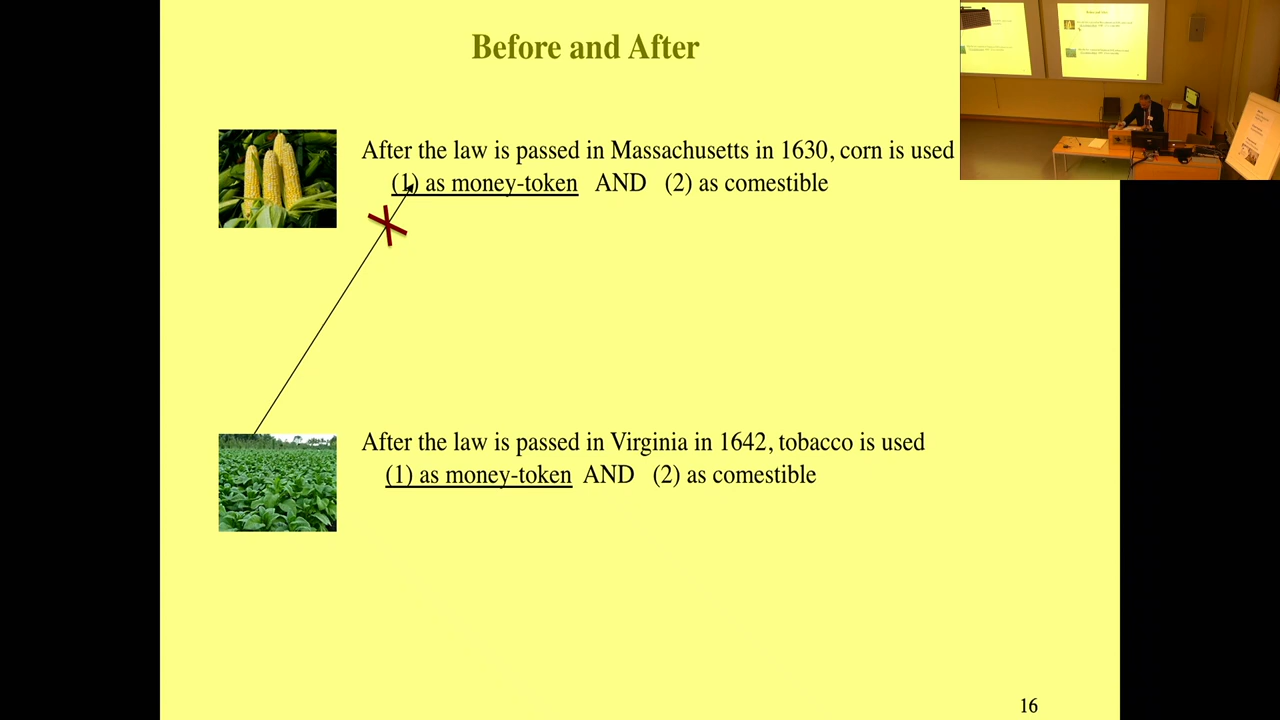 Before and After
After the law is passed in Massachusetts in 1630, corn is used
(1) as money-token AND (2) as comestible
After the law is passed in Virginia in 1642, tobacco is used
(1) as money-token AND (2) as comestible
16